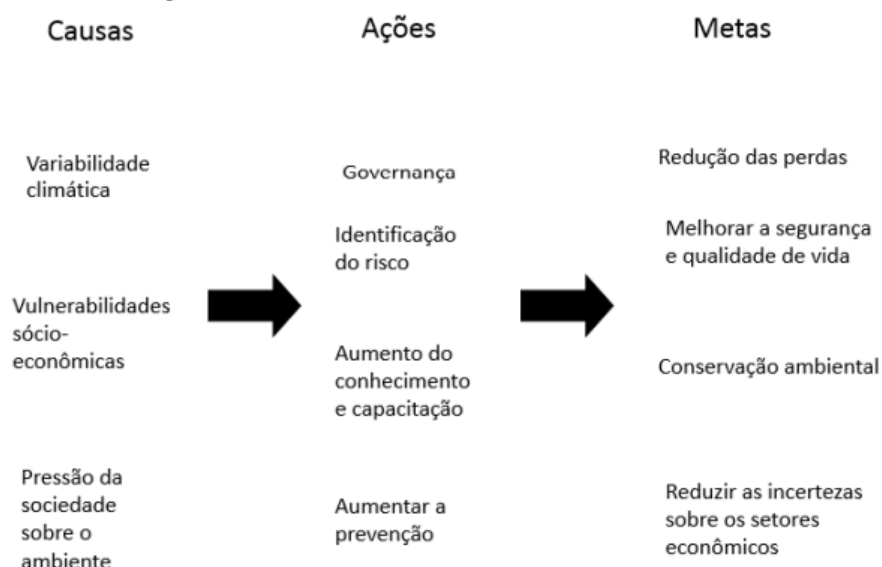 Causas
Ações
Metas
Variabilidade
climática
Vulnerabilidades
sócio-
econômicas
Pressão da
sociedade
sobre o
ambiente
Governança
Identificação
do risco
Aumento do
conhecimento
e capacitação
Aumentar a
prevenção
Redução das perdas
Melhorar a segurança
e qualidade de vida
Conservação ambiental
Reduzir as incertezas
sobre os setores
econômicos